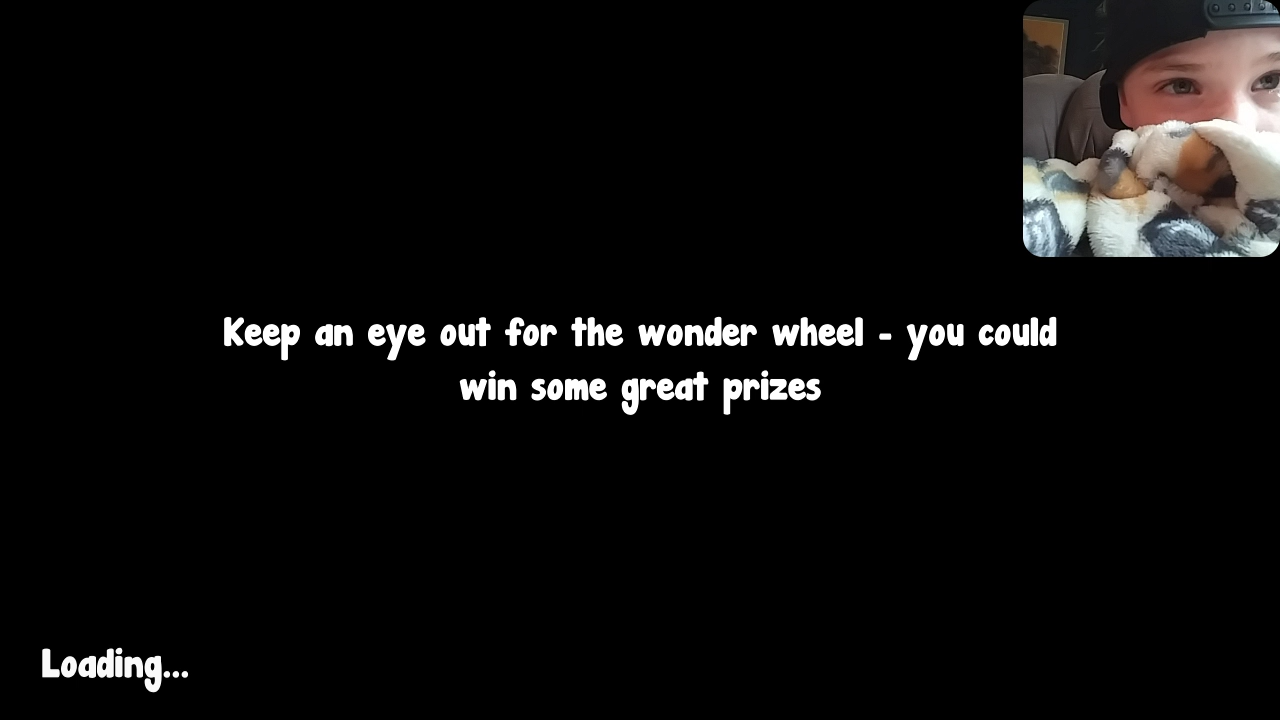 Keep an eye out for the wonder wheel - you could
win some great prizes
Loading...